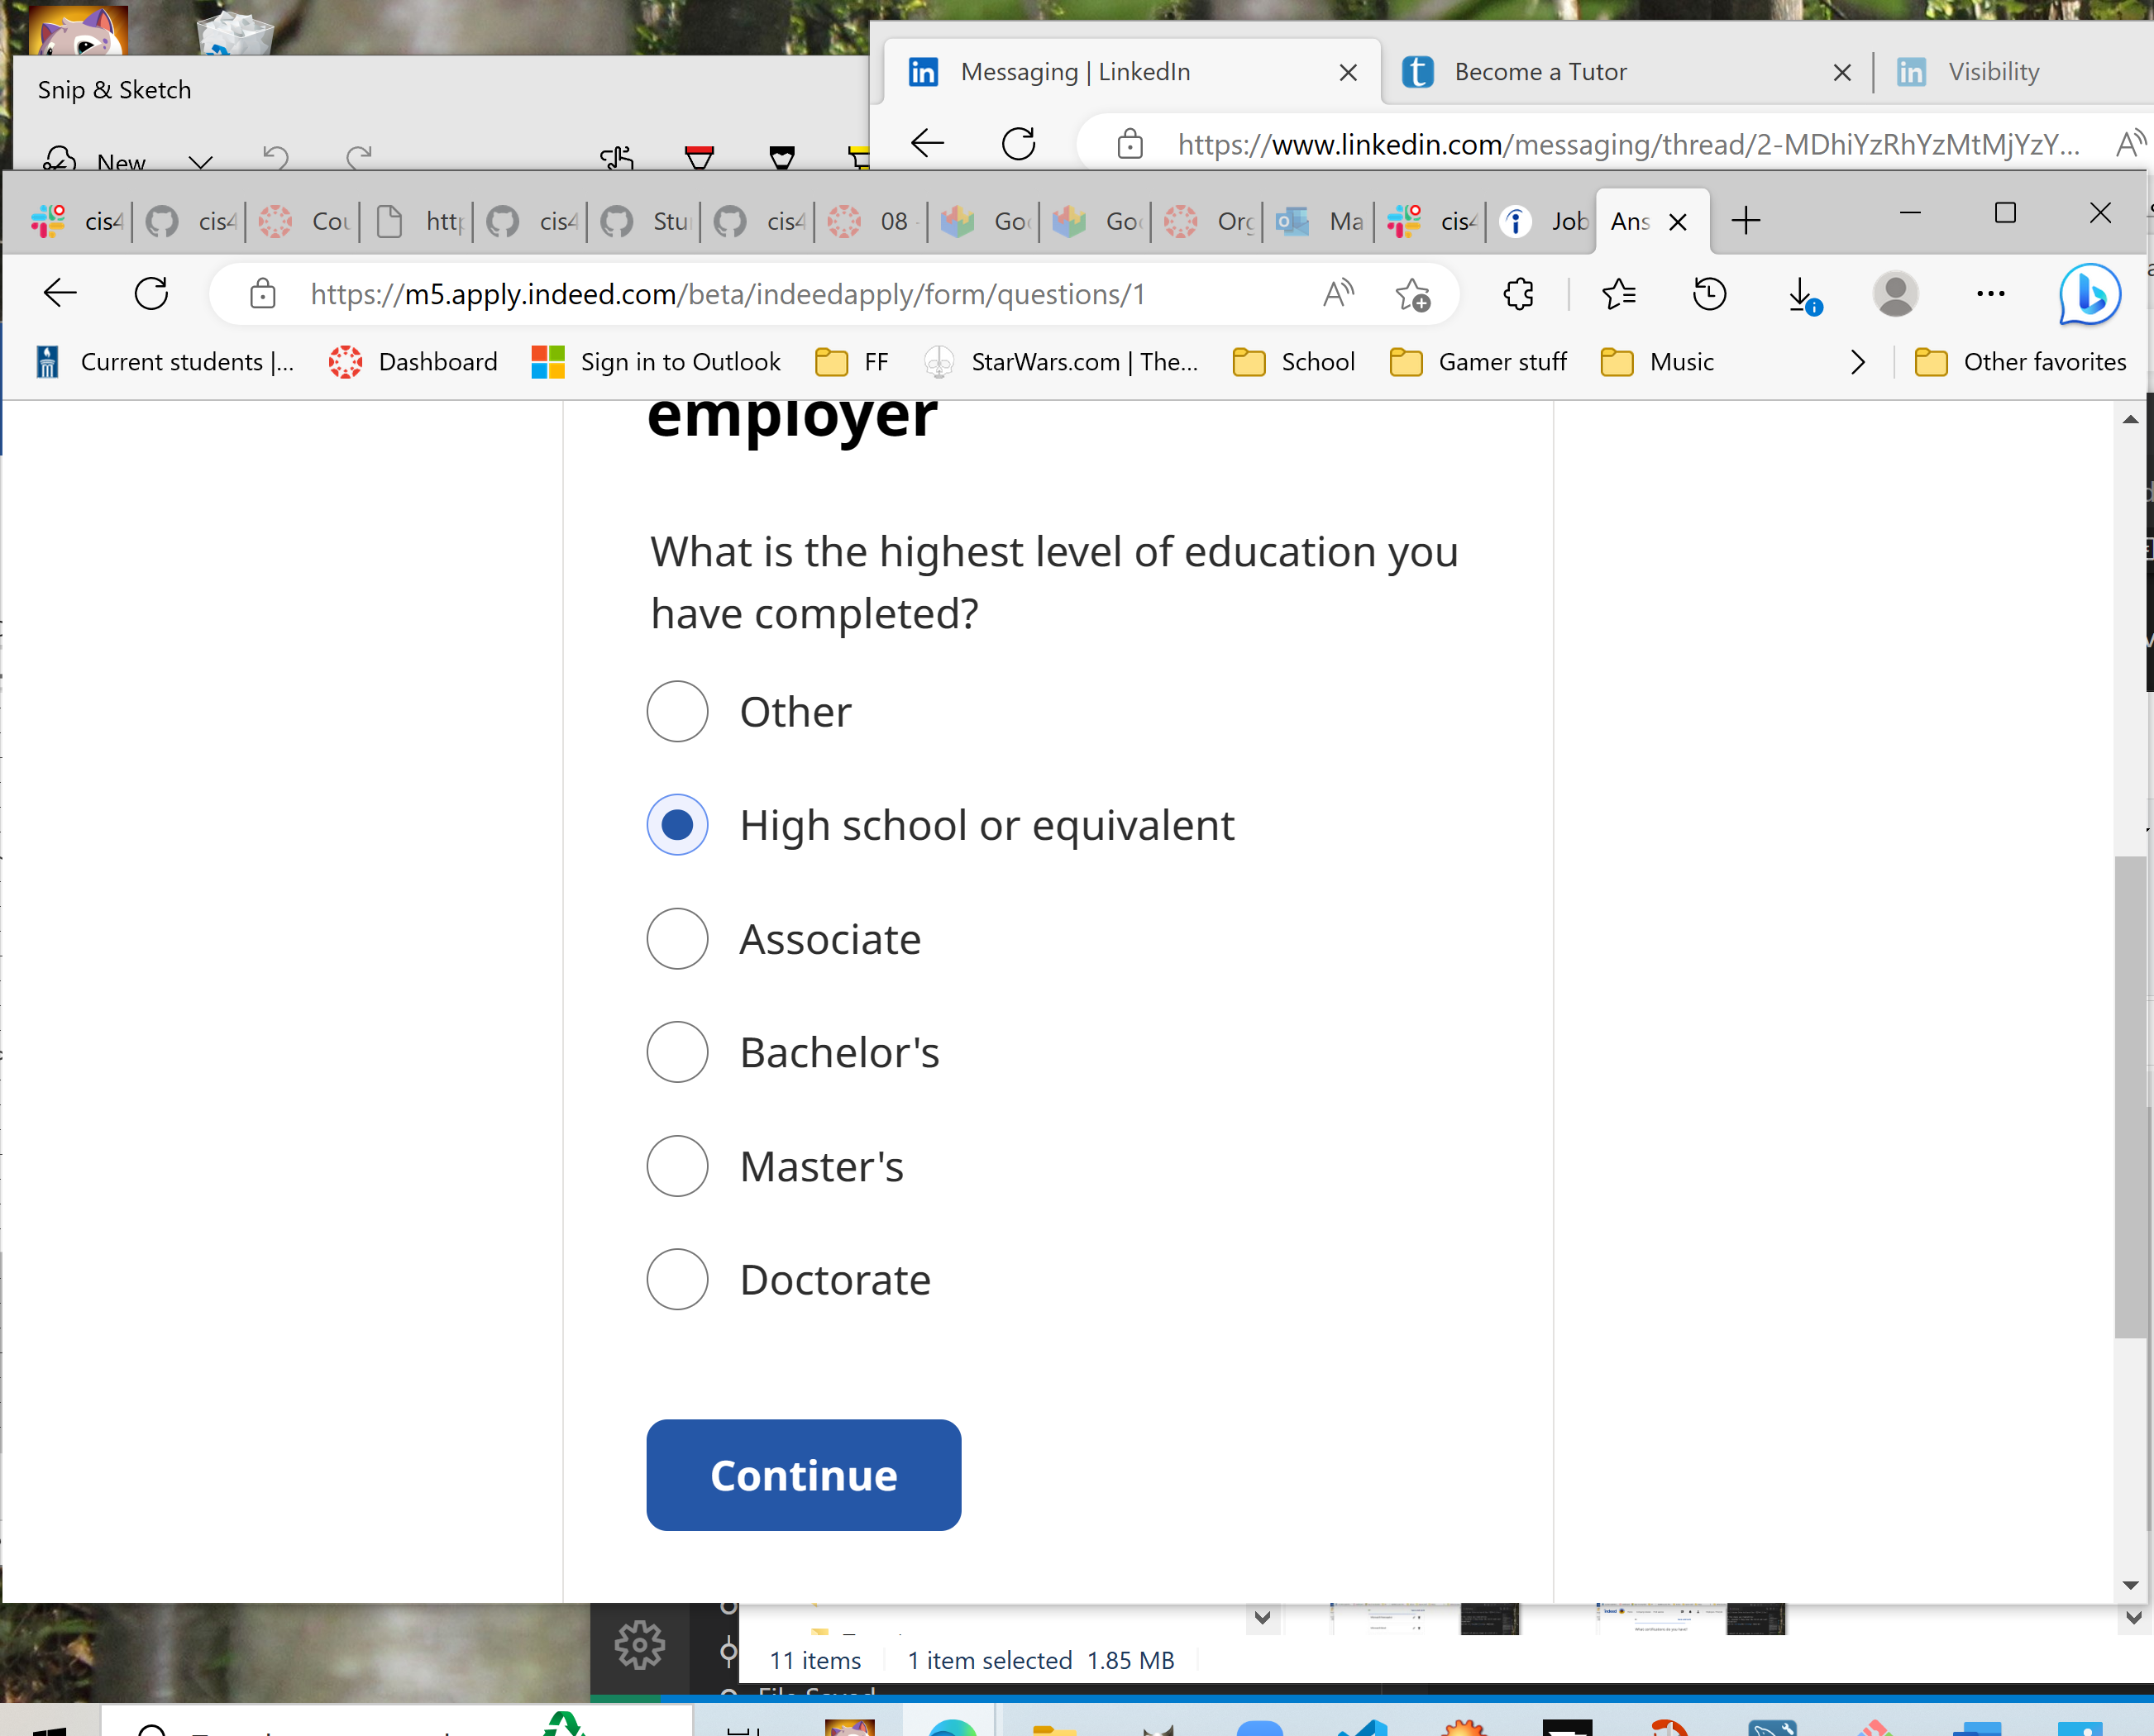 Snip & Sketch
New
Messaging | LinkedIn
Become a Tutor
Visibility
https://www.linkedin.com/messaging/thread/2-MDhiYzRhYzMtMjYzY...
cis4
cis4
Cou
http
cis4
Stu
cis4
08
Goo
Goo
Org
Ma
cis4
Job
Ans
https://m5.apply.indeed.com/beta/indeedapply/form/questions/1
Current students |...
Dashboard
Sign in to Outlook
FF
StarWars.com | The...
School
Gamer stuff
Music
Other favorites
employer
What is the highest level of education you
have completed?
Other
High school or equivalent
Associate
Bachelor's
Master's
Doctorate
Continue
11 items
1 item selected 1.85 MB
File Saved